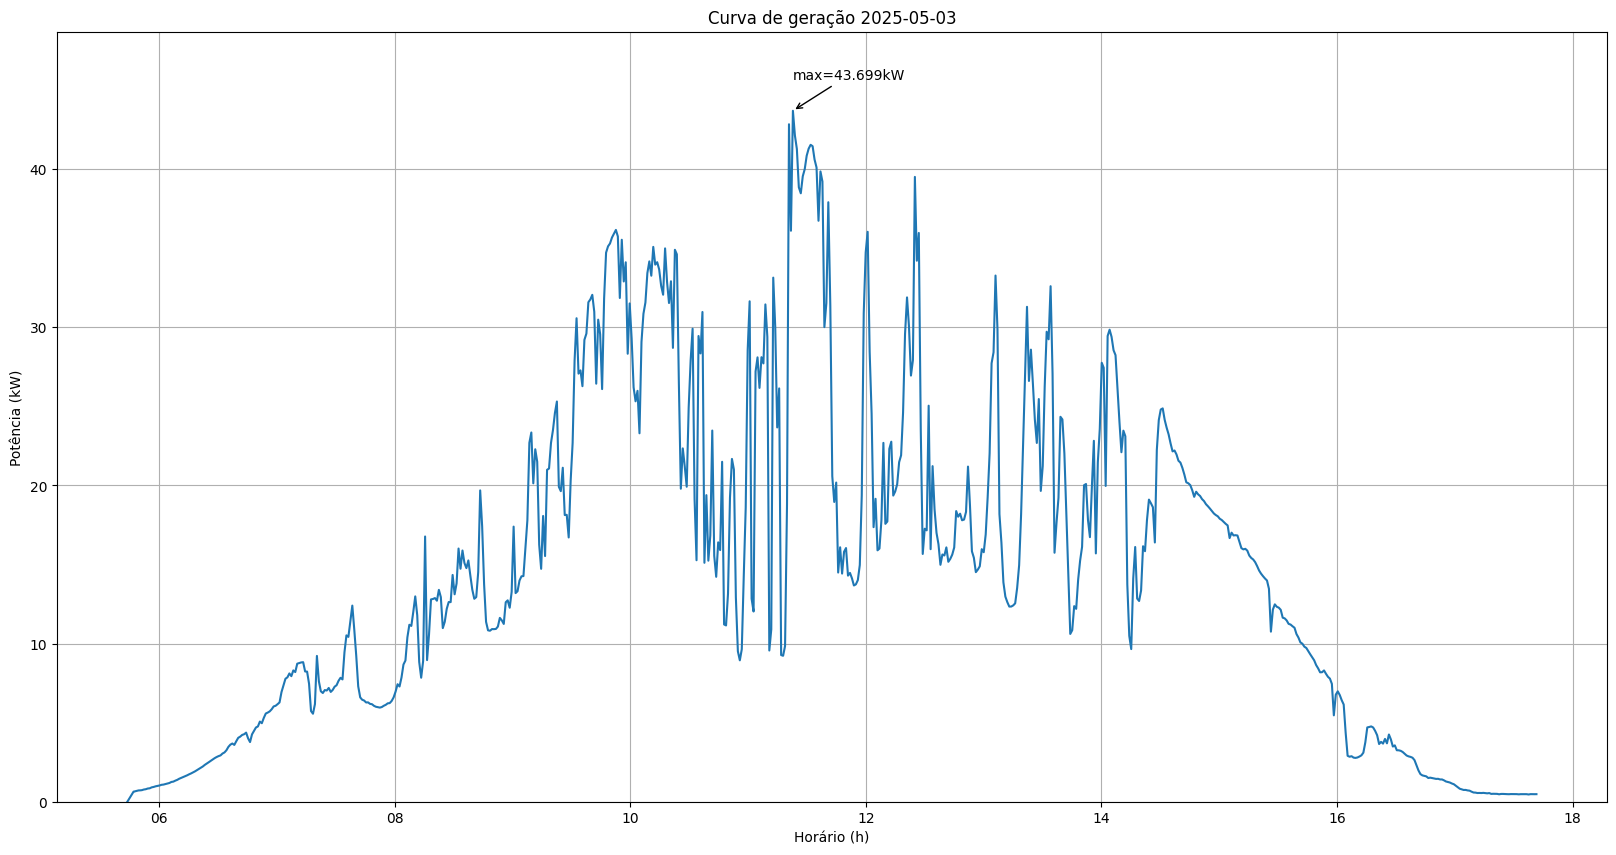 Curva de geração 2025-05-03
max=43.699kW
Potência (kW)
40
30
20
10
0
06 08 10 12 14 16 18
Horário (h)